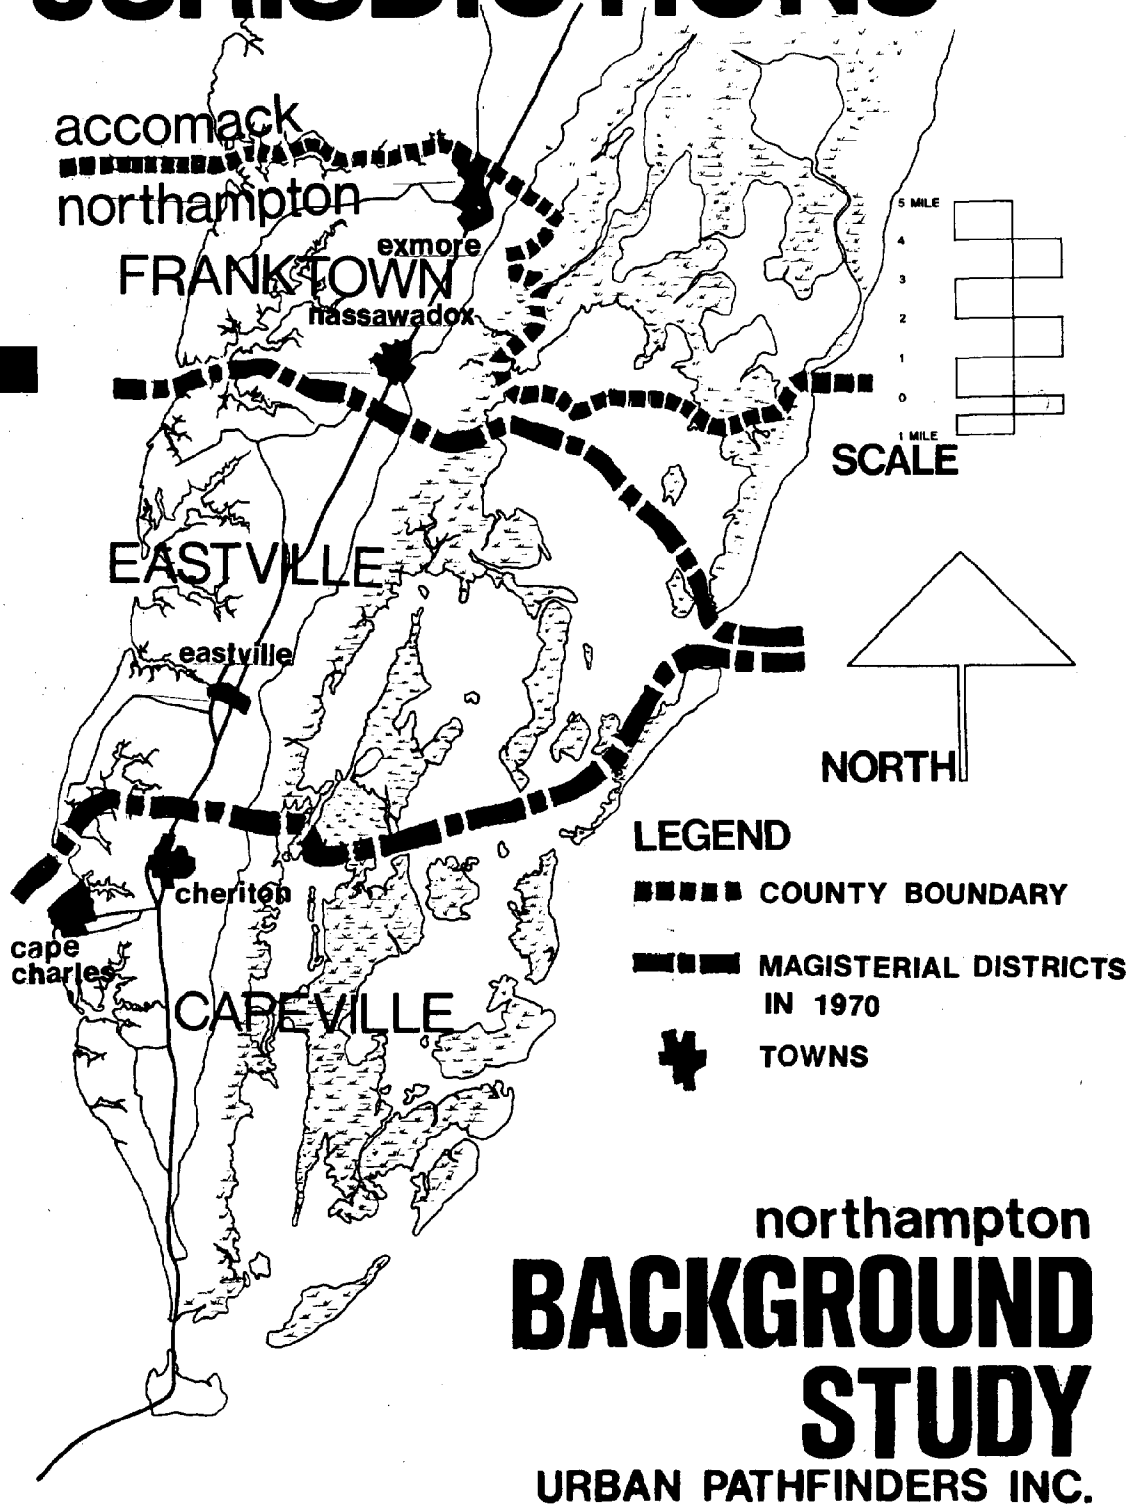 JURISDICTIONS
accomack
northampton
exmore
FRANKTOWN
nassawadox
5 MILE
4
3
2
1
0
1 MILE
SCALE
EASTVILLE
eastville
NORTH
LEGEND
COUNTY BOUNDARY
cheriton
cape
charles
MAGISTERIAL DISTRICTS
IN 1970
CAPEVILLE
TOWNS
northampton
BACKGROUND
STUDY
URBAN PATHFINDERS INC.